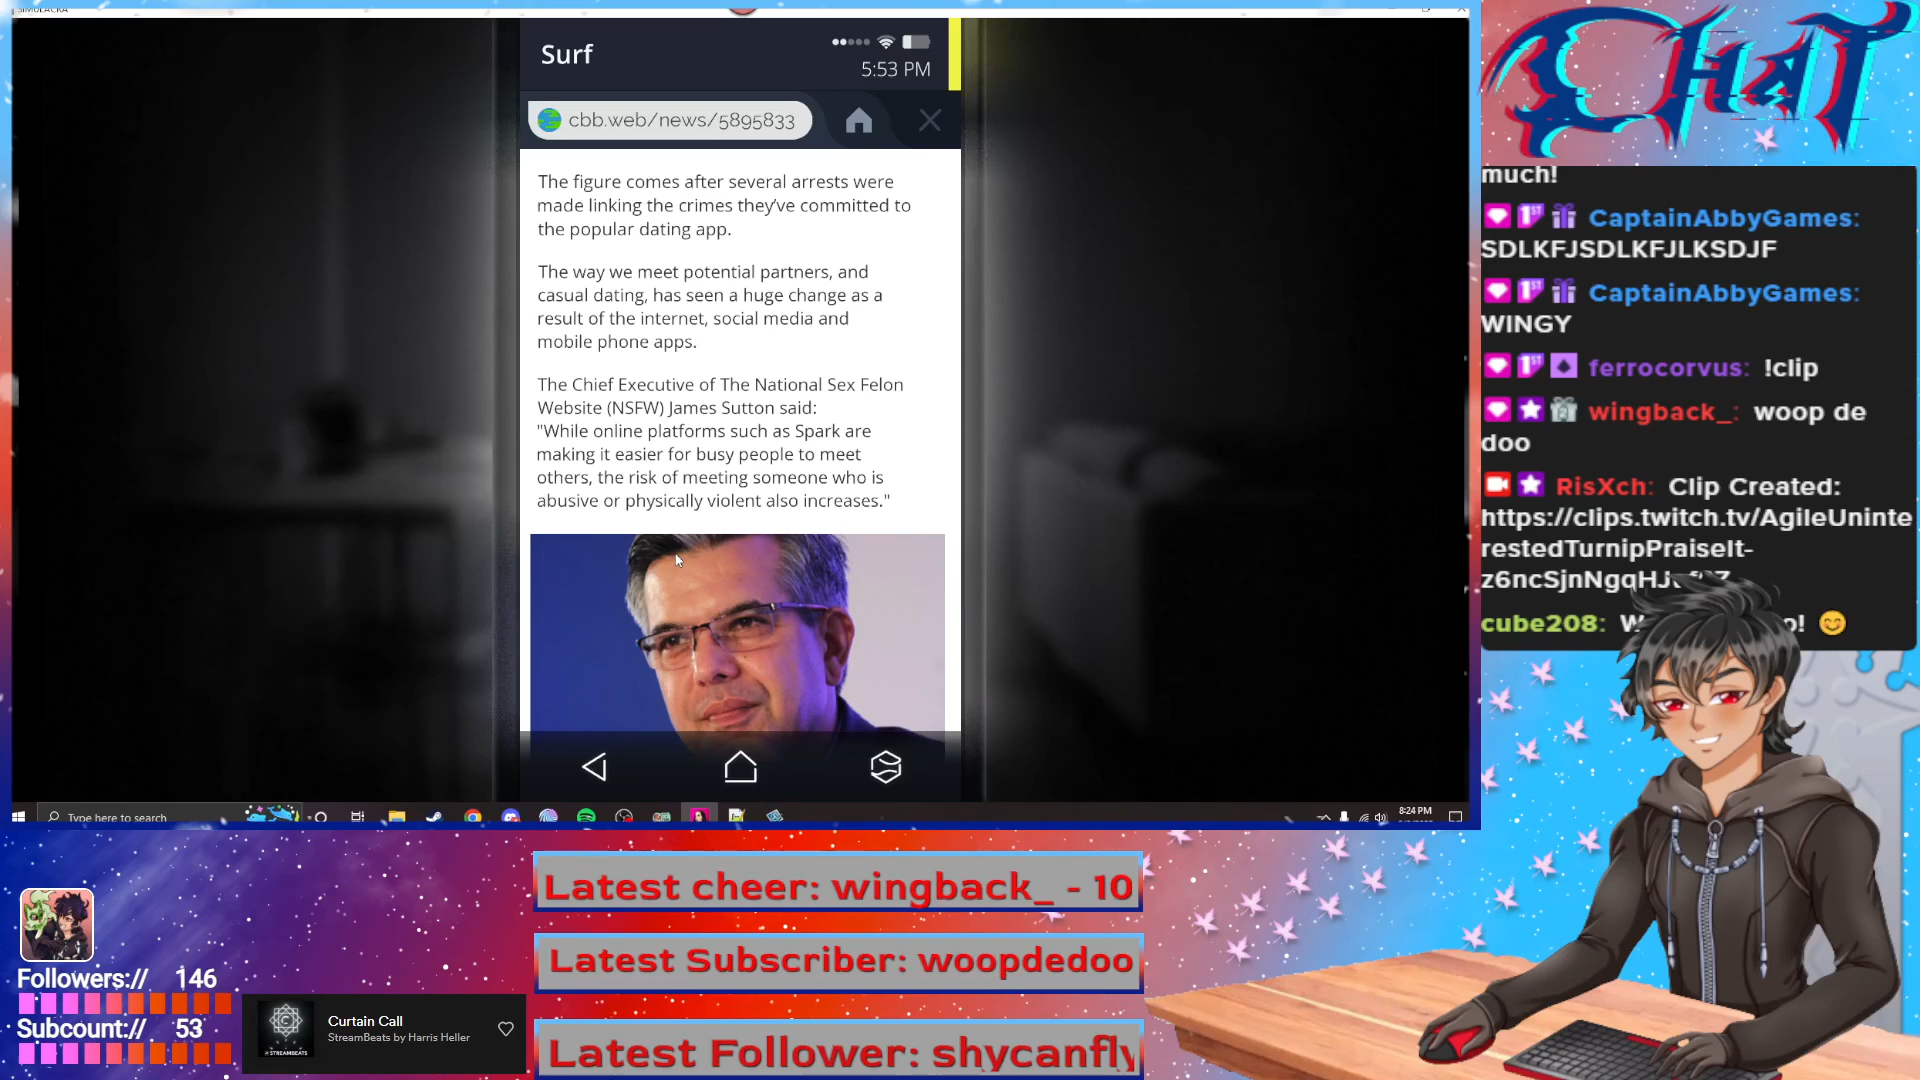 SIMULACRA
Surf
5:53 PM
cbb.web/news/5895833
The figure comes after several arrests were
made linking the crimes they've committed to
the popular dating app.
The way we meet potential partners, and
casual dating, has seen a huge change as a
result of the internet, social media and
mobile phone apps.
The Chief Executive of The National Sex Felon
Website (NSFW) James Sutton said:
"While online platforms such as Spark are
making it easier for busy people to meet
others, the risk of meeting someone who is
abusive or physically violent also increases."
Type here to search
8:24 PM
CHAT
much!
CaptainAbbyGames:
SDLKFJSDLKFJLKSDJF
CaptainAbbyGames:
WINGY
ferrocorvus: !clip
wingback_: woop de
doo
RisXch: Clip Created:
https://clips.twitch.tv/AgileUninte
restedTurnipPraiseIt-
cube208:
Latest cheer: wingback_ - 10
Latest Subscriber: woopdedoo
Latest Follower: shycanfly
Followers:// 146
Subcount:// 53
STREAMBEATS
Curtain Call
StreamBeats by Harris Heller